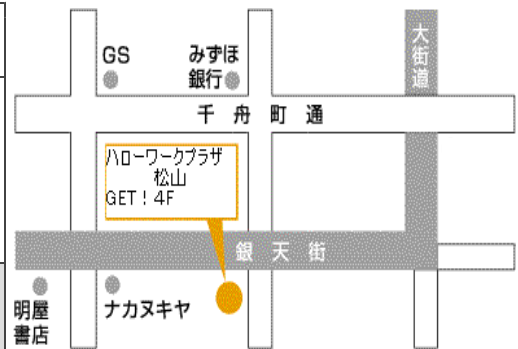 大街道
GS
みずほ
銀行
千舟町通
ハローワークプラザ
松山
GET！4F
銀天街
明屋
書店
ナカヌキヤ